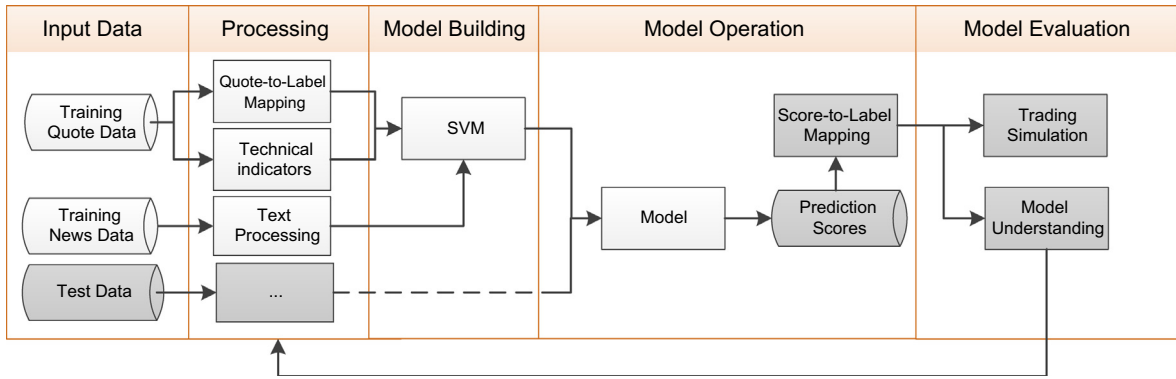 Input Data
Processing
Model Building
Model Operation
Model Evaluation
Training
Quote Data
Quote-to-Label
Mapping
Technical
indicators
SVM
Score-to-Label
Mapping
Trading
Simulation
Training
News Data
Text
Processing
Model
Prediction
Scores
Model
Understanding
Test Data
...